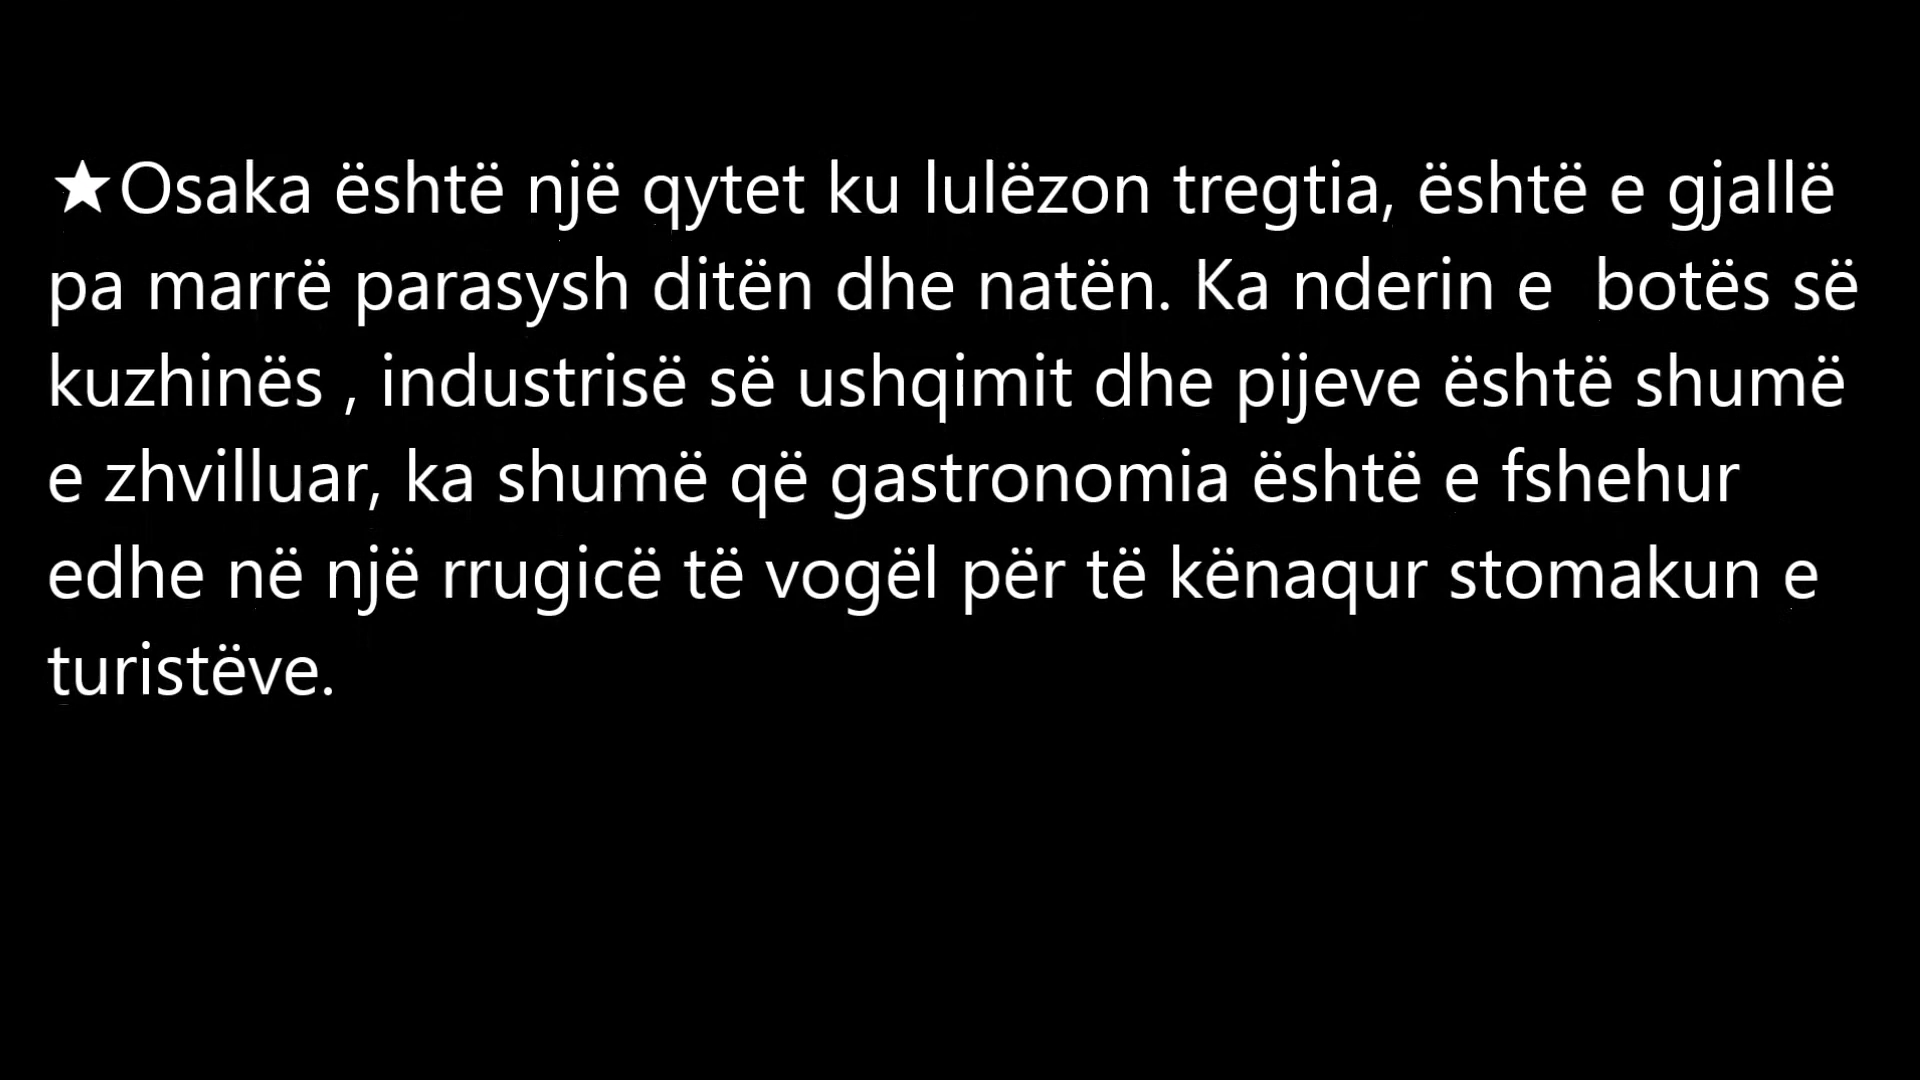 ★Osaka është një qytet ku lulëzon tregtia, është e gjallë
pa marrë parasysh ditën dhe natën. Ka nderin e  botës së
kuzhinës , industrisë së ushqimit dhe pijeve është shumë
e zhvilluar, ka shumë që gastronomia është e fshehur
edhe në një rrugicë të vogël për të kënaqur stomakun e
turistëve.